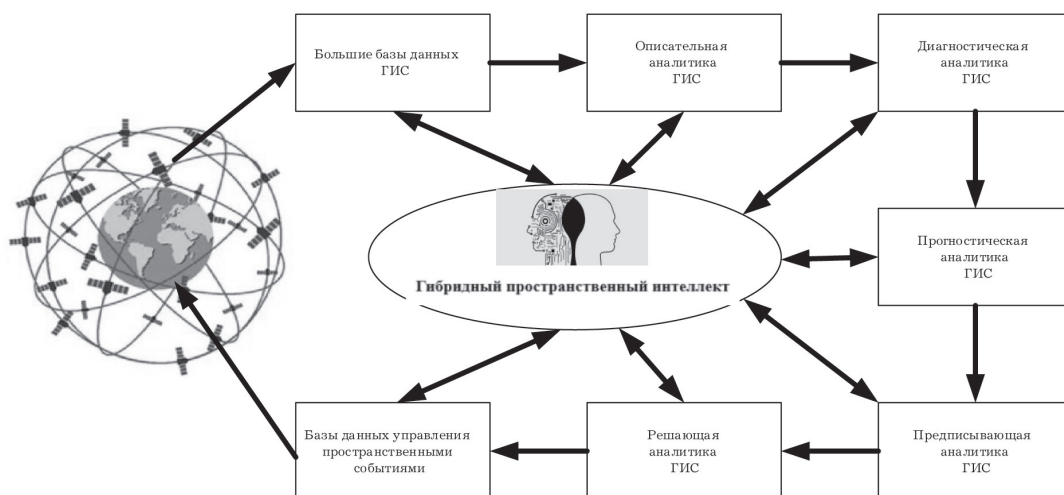 Большие базы данных
ГИС
Описательная
аналитика
ГИС
Диагностическая
аналитика
ГИС
Гибридный пространственный интеллект
Прогностическая
аналитика
ГИС
Базы данных управления
пространственными
событиями
Решающая
аналитика
ГИС
Предписывающая
аналитика
ГИС